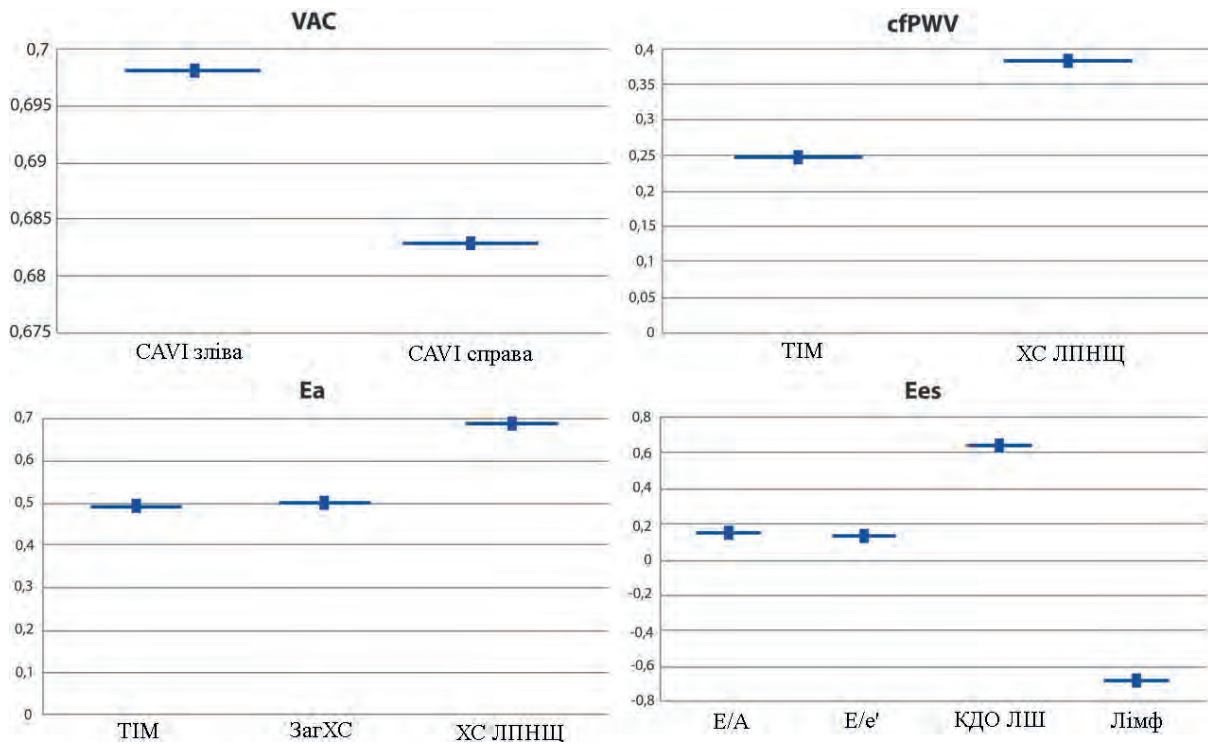 VAC
0,7
0,695
0,69
0,685
0,68
0,675
CAVI зліва
CAVI справа
cfPWV
0,4
0,35
0,3
0,25
0,2
0,15
0,1
0,05
0
ТІМ
ХС ЛПНЩ
Ea
0,7
0,6
0,5
0,4
0,3
0,2
0,1
0
ТІМ
ЗагХС
ХС ЛПНЩ
Ees
0,8
0,6
0,4
0,2
0
-0,2
-0,4
-0,6
-0,8
E/A
E/e'
КДО ЛШ
Лімф